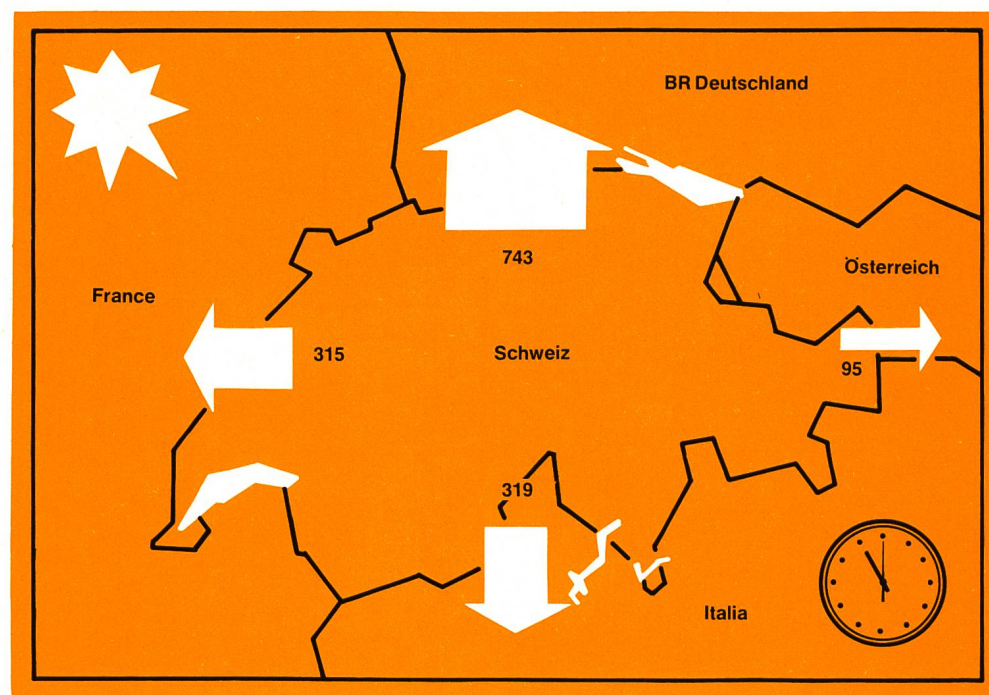 BR Deutschland
743
Österreich
France
315
Schweiz
95
319
Italia